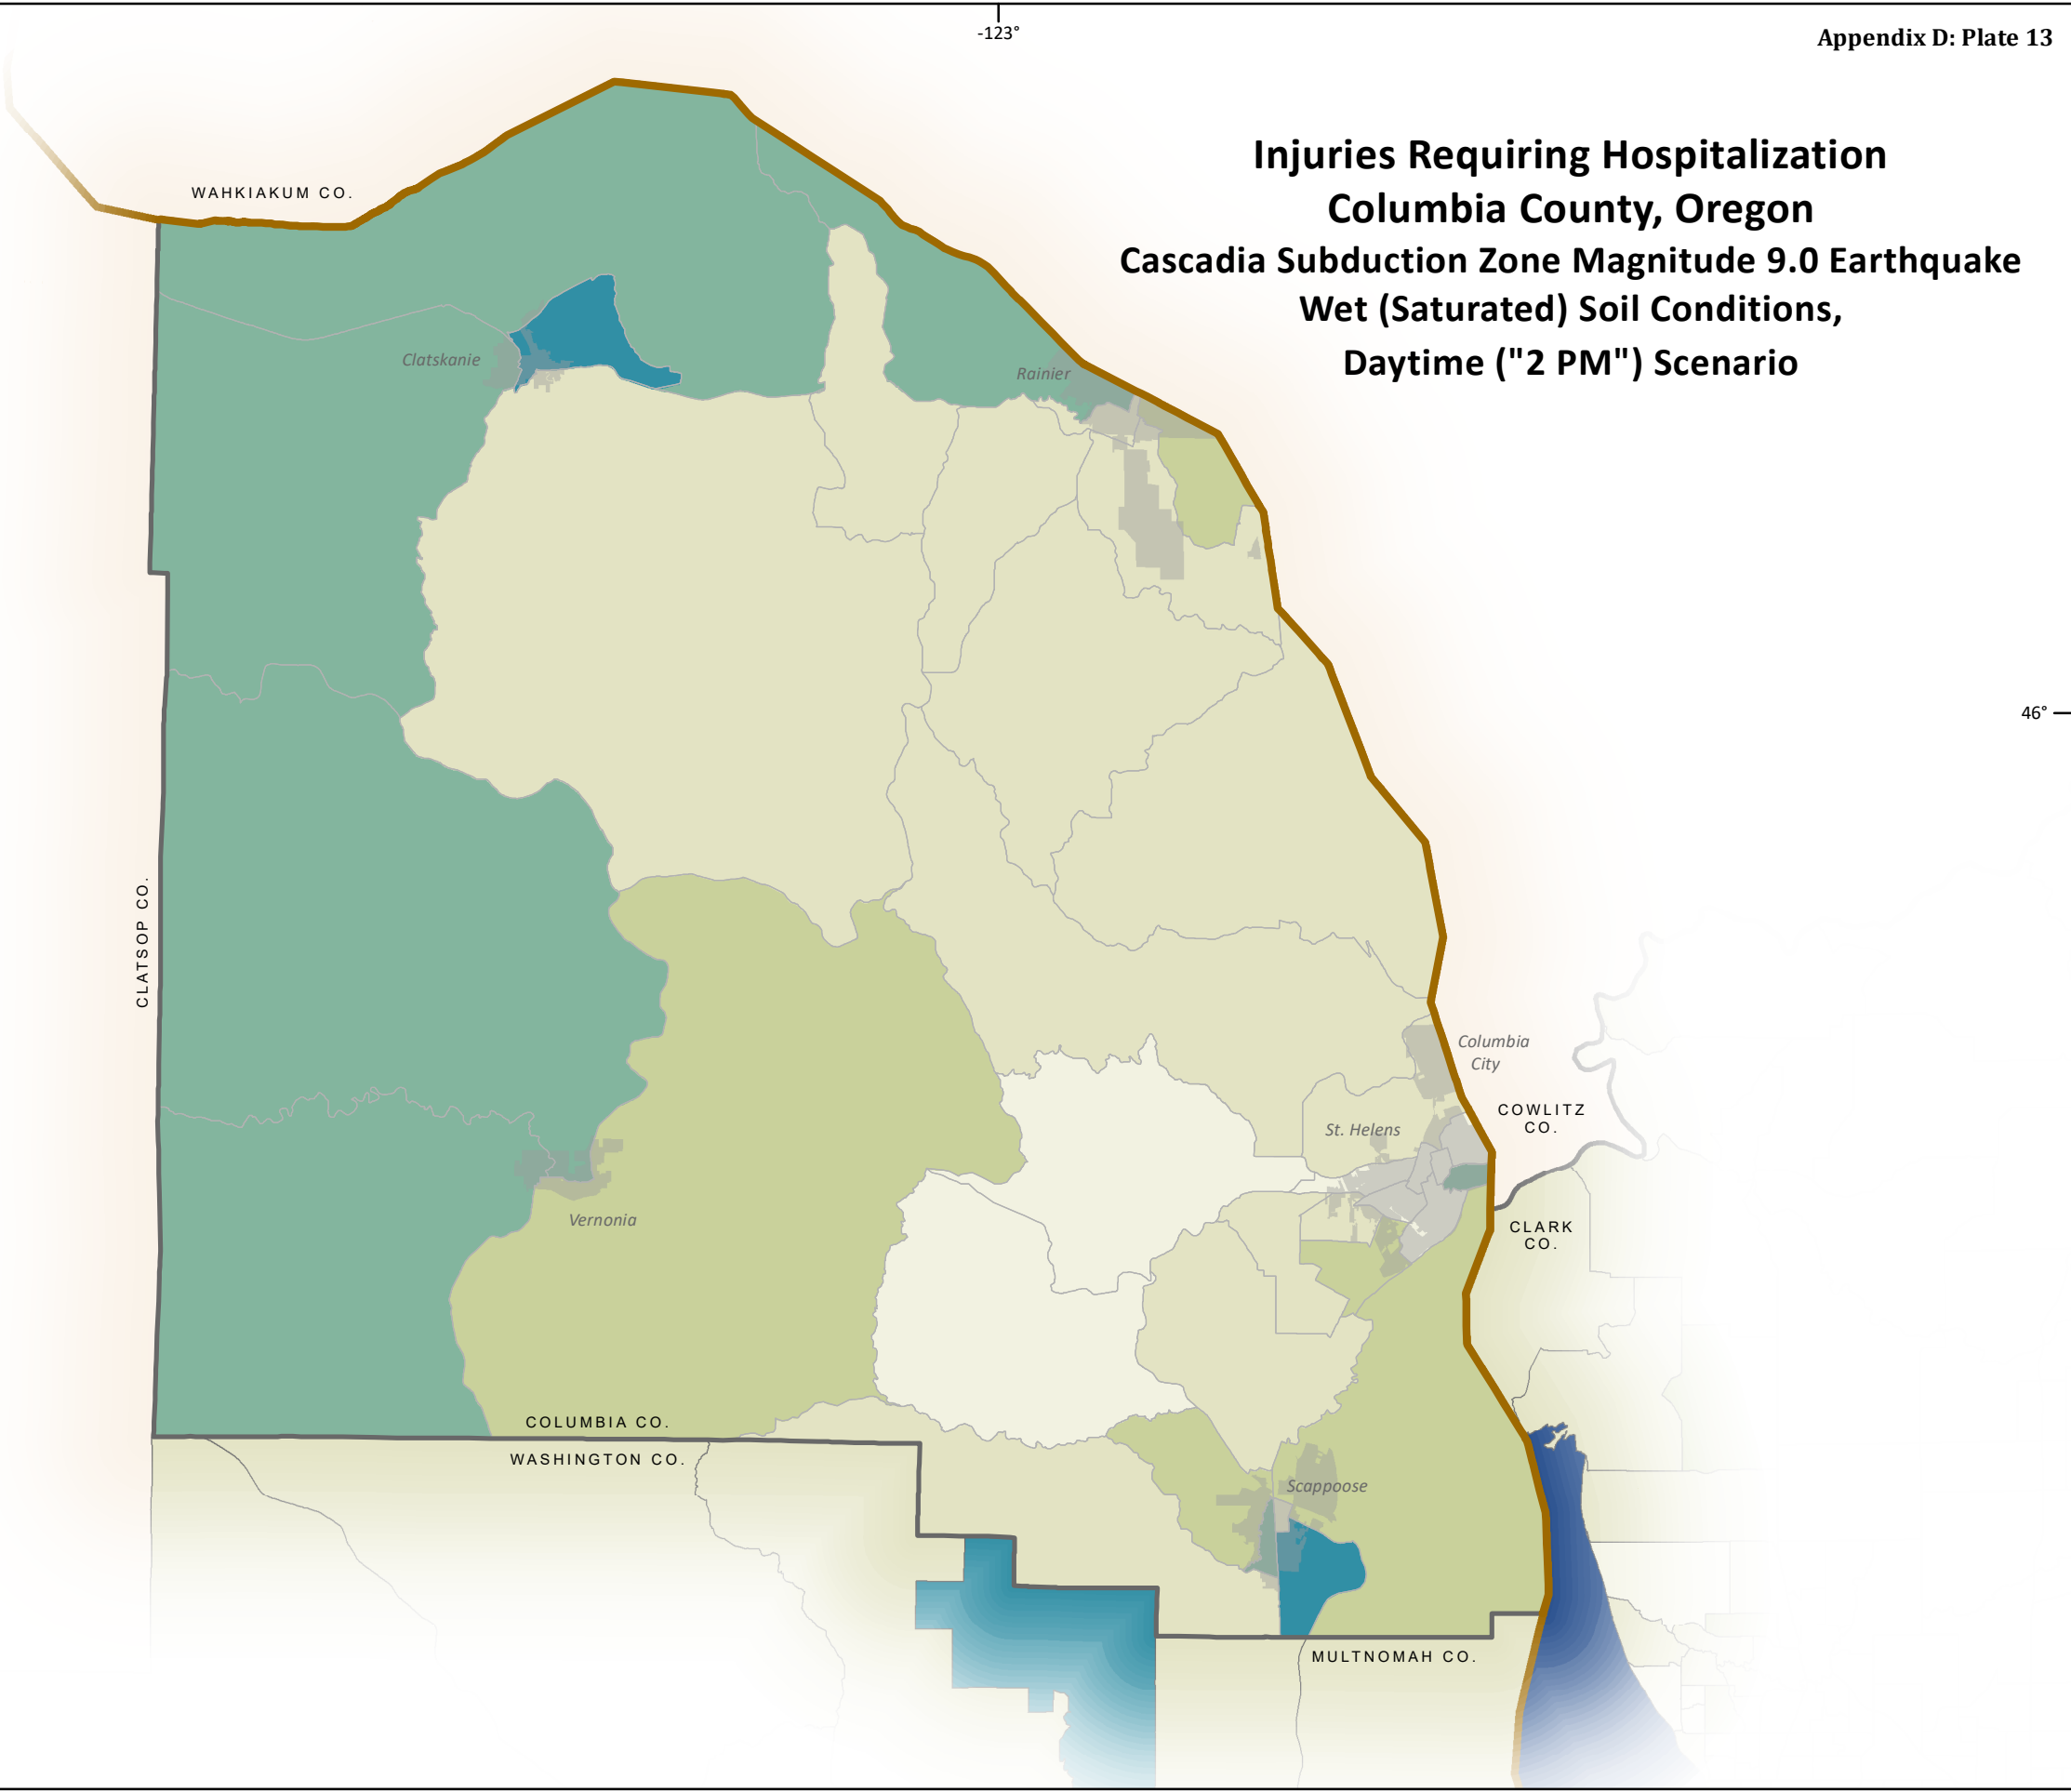 -123°
Appendix D: Plate 13
Injuries Requiring Hospitalization
Columbia County, Oregon
Cascadia Subduction Zone Magnitude 9.0 Earthquake
Wet (Saturated) Soil Conditions,
Daytime ("2 PM") Scenario
WAHKIAKUM CO.
Clatskanie
Rainier
46°
CLATSOP CO.
Columbia
City
COWLITZ
CO.
St. Helens
Vernonia
CLARK
CO.
COLUMBIA CO.
WASHINGTON CO.
Scappoose
MULTNOMAH CO.